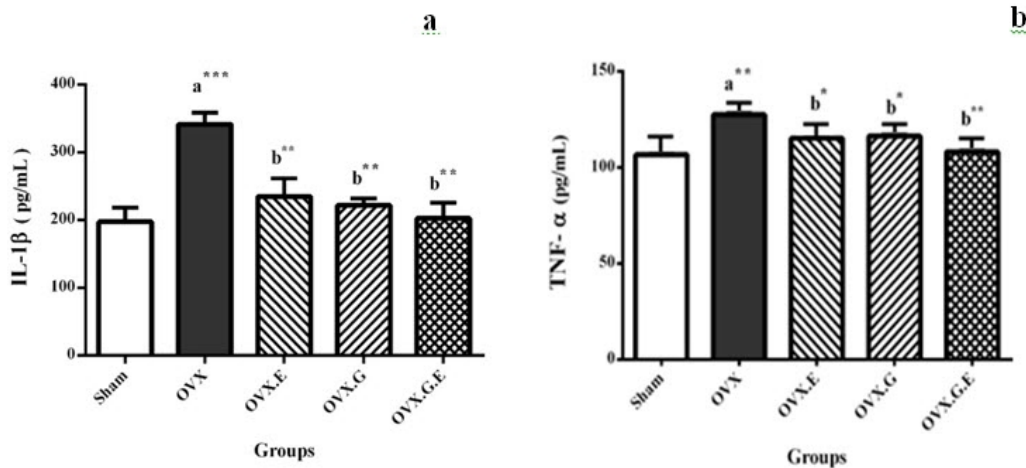 a
400
300
200
100
0
IL-1β ( pg/mL)
a***
b**
b**
b**
Sham
OVX
OVX.E
OVX.G
OVX.G.E
Groups
b
150
100
50
0
TNF- α (pg/mL)
a**
b*
b*
b**
Sham
OVX
OVX.E
OVX.G
OVX.G.E
Groups